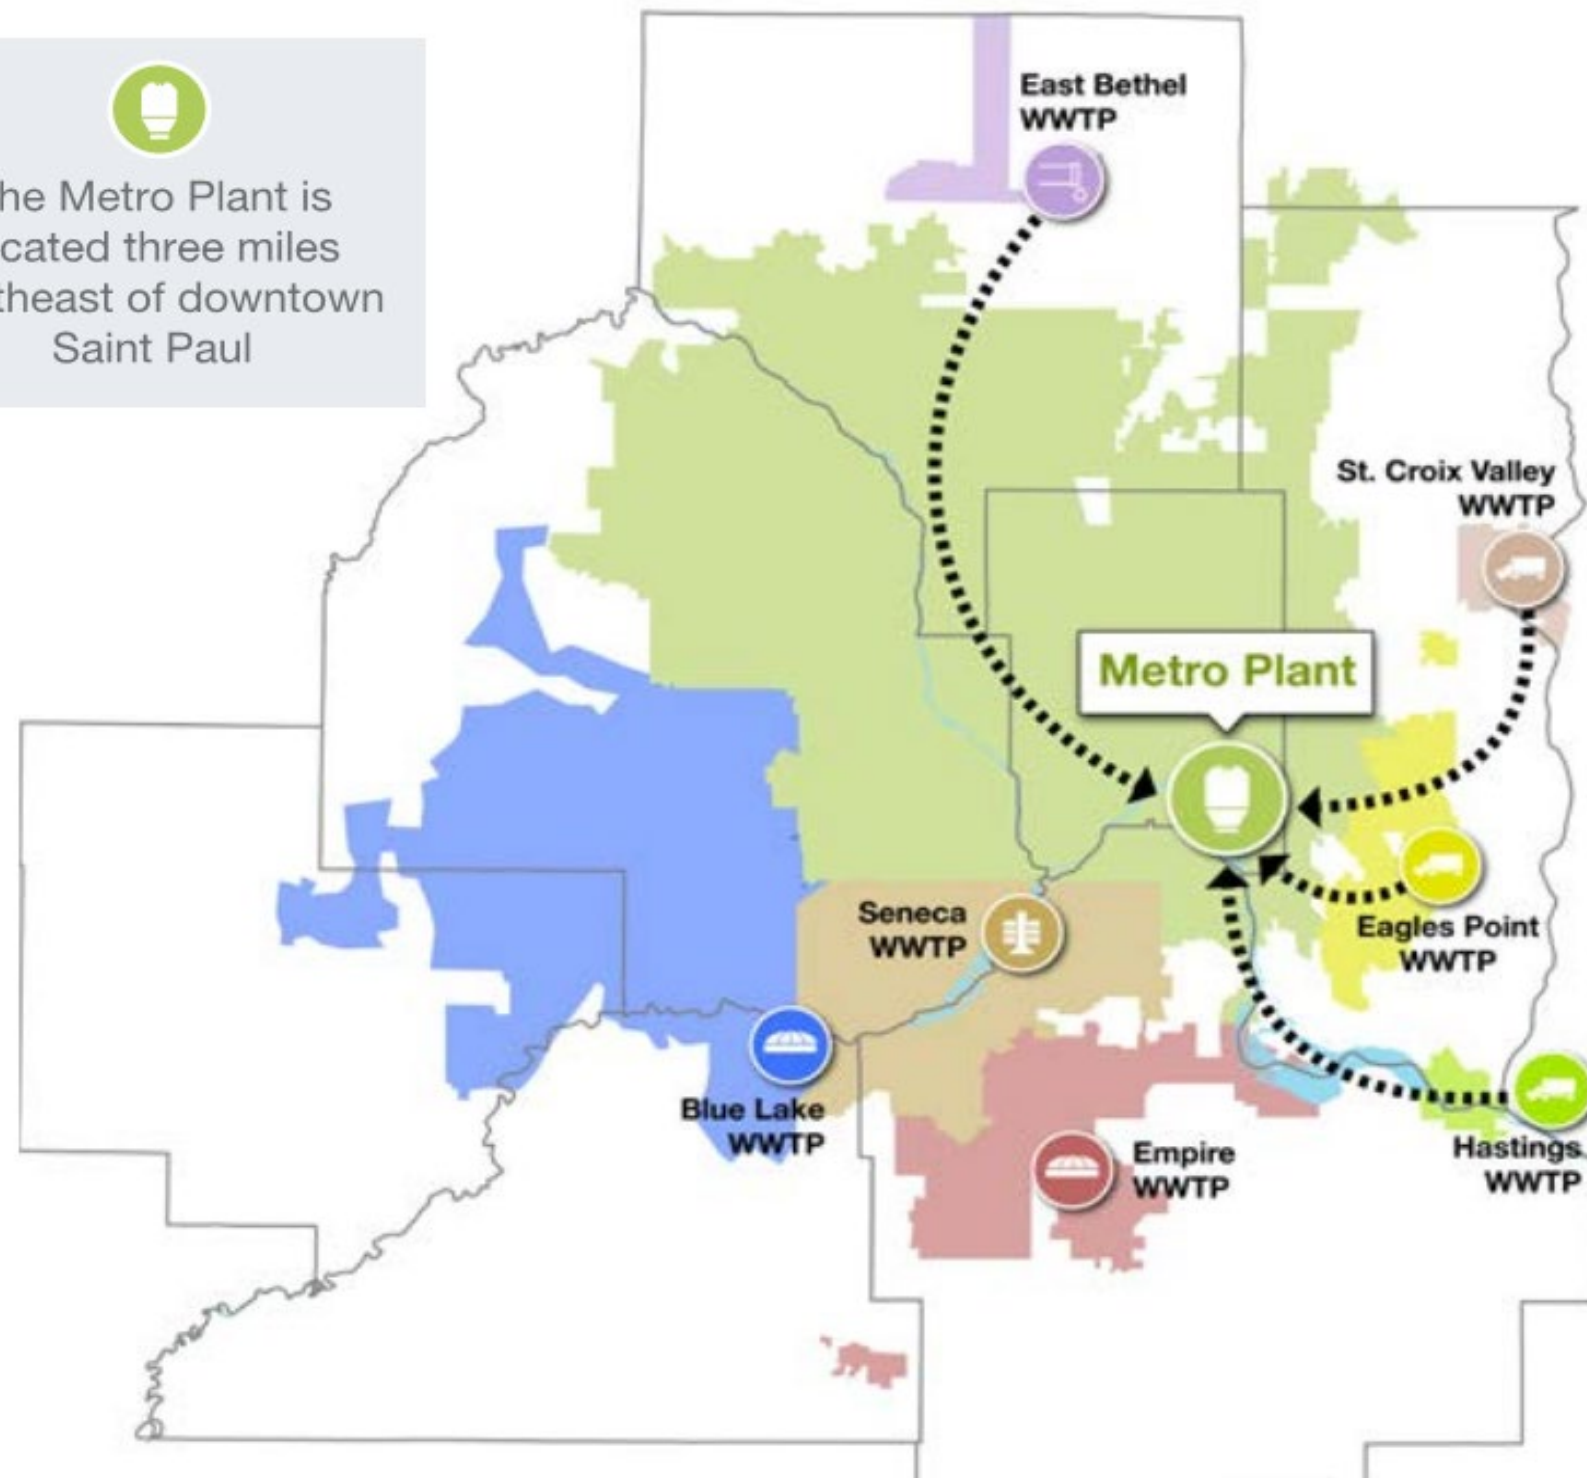 he Metro Plant is
cated three miles
theast of downtown
Saint Paul
East Bethel
WWTP
St. Croix Valley
WWTP
Metro Plant
Eagles Point
WWTP
Seneca
WWTP
Blue Lake
WWTP
Empire
WWTP
Hastings
WWTP